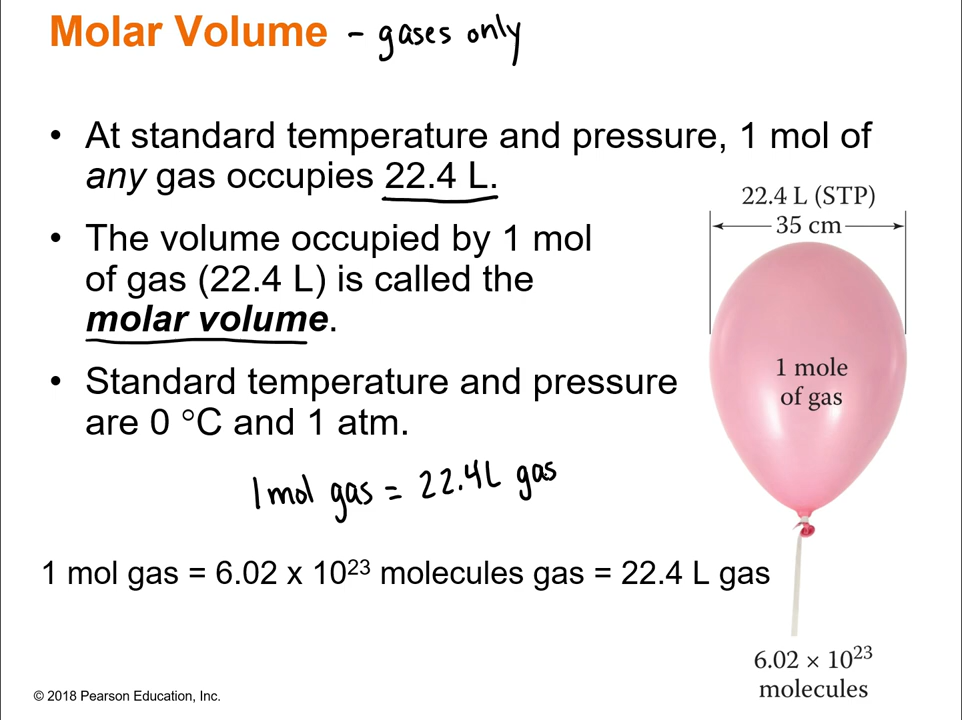 Molar Volume - gases only
• At standard temperature and pressure, 1 mol of
any gas occupies 22.4 L.
22.4 L (STP)
35 cm
• The volume occupied by 1 mol
of gas (22.4 L) is called the
molar volume.
1 mole
of gas
• Standard temperature and pressure
are 0 °C and 1 atm.
1 mol gas = 22.4L gas
1 mol gas = 6.02 x 10²³ molecules gas = 22.4 L gas
6.02 × 10²³
molecules
© 2018 Pearson Education, Inc.